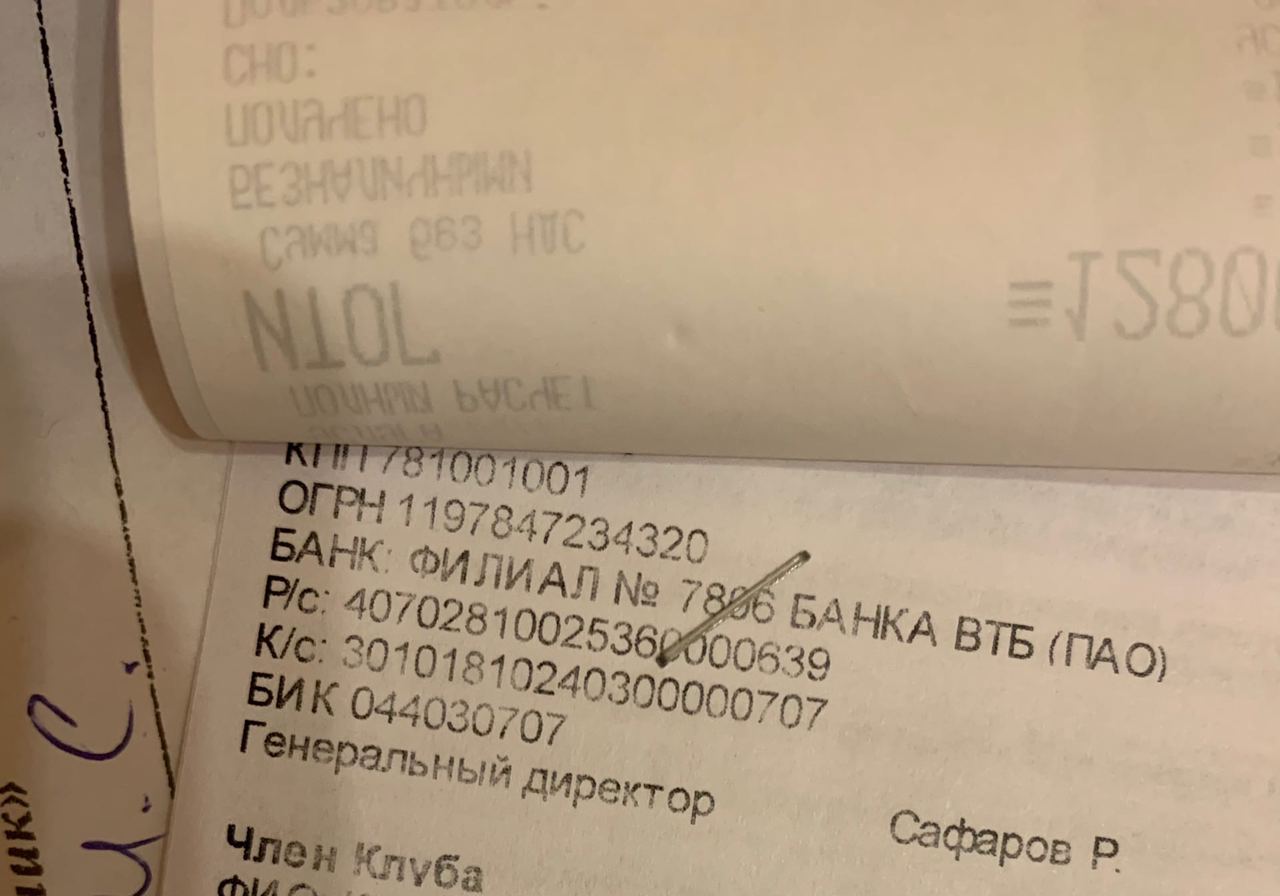 СНО:
ПОЛУЧЕНО
БЕЗНАЛИЧНЫМИ
Сумма без НДС
ИТОГ ≡1280
ПОЛНЫЙ РАСЧЕТ
КПП 781001001
ОГРН 1197847234320
БАНК: ФИЛИАЛ № 7806 БАНКА ВТБ (ПАО)
Р/с: 40702810025360000639
К/с: 30101810240300000707
БИК 044030707
Генеральный директор
Сафаров Р.
Член Клуба